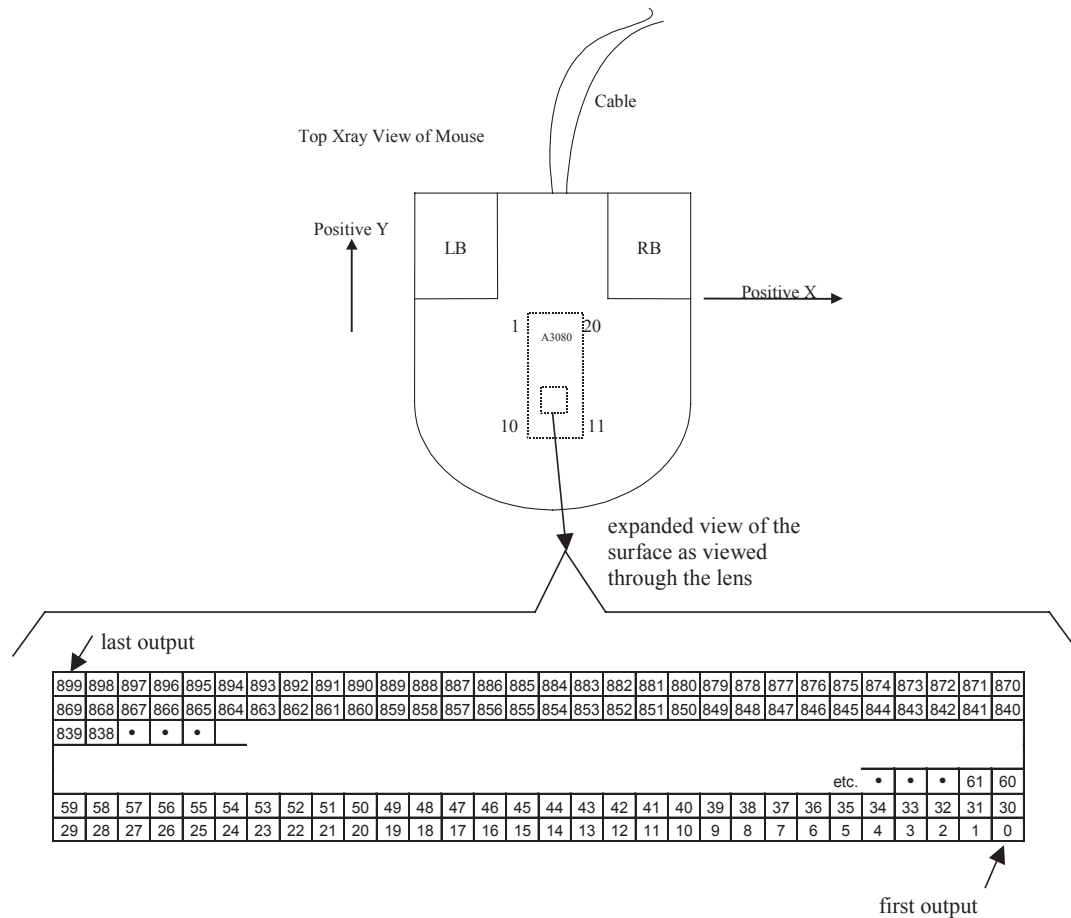 Cable
Top Xray View of Mouse
Positive Y
LB
RB
Positive X
1
20
A3080
10
11
expanded view of the
surface as viewed
through the lens
last output
899 898 897 896 895 894 893 892 891 890 889 888 887 886 885 884 883 882 881 880 879 878 877 876 875 874 873 872 871 870
869 868 867 866 865 864 863 862 861 860 859 858 857 856 855 854 853 852 851 850 849 848 847 846 845 844 843 842 841 840
839 838 • • •
etc. • • • 61 60
59 58 57 56 55 54 53 52 51 50 49 48 47 46 45 44 43 42 41 40 39 38 37 36 35 34 33 32 31 30
29 28 27 26 25 24 23 22 21 20 19 18 17 16 15 14 13 12 11 10 9 8 7 6 5 4 3 2 1 0
first output